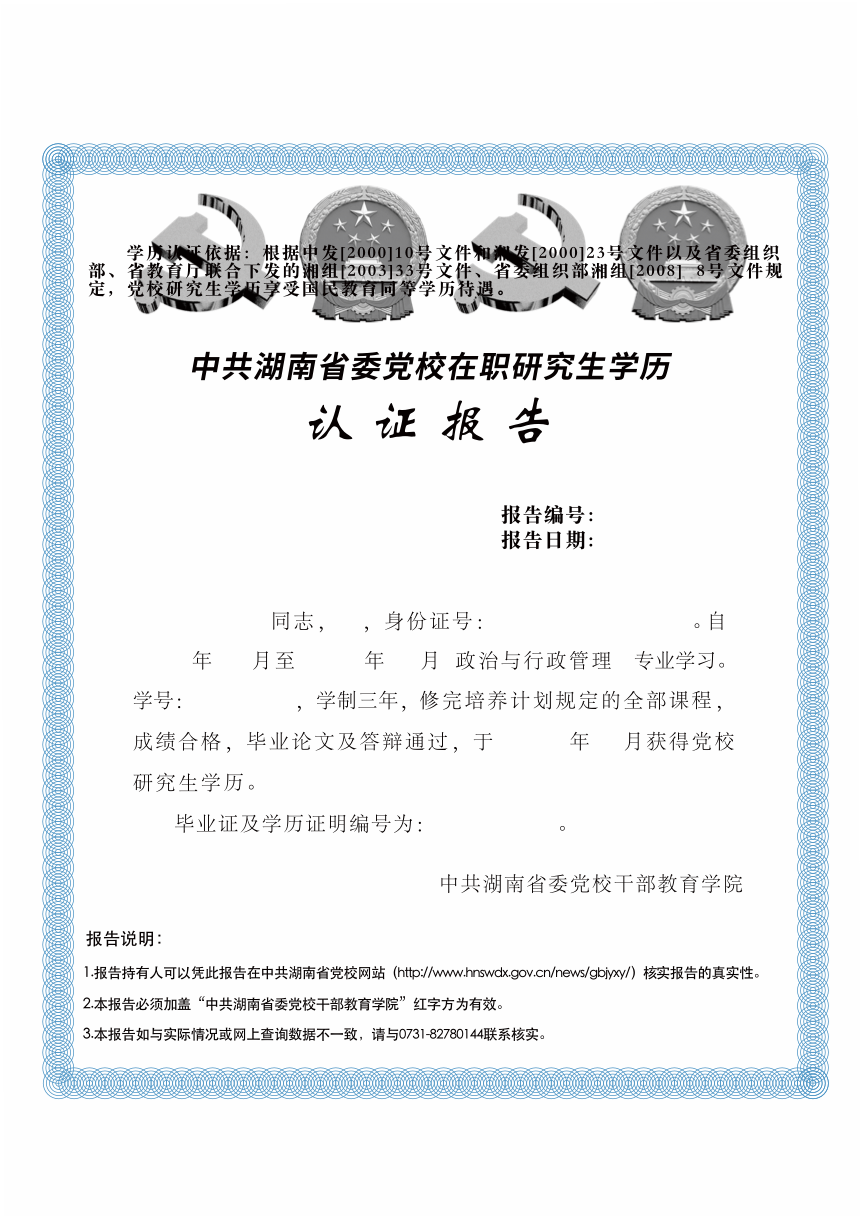 学历认证依据：根据中发[2000]10号文件和湘发[2000]23号文件以及省委组织
部、省教育厅联合下发的湘组[2003]33号文件、省委组织部湘组[2008] 8号文件规
定，党校研究生学历享受国民教育同等学历待遇。
中共湖南省委党校在职研究生学历
认证报告
报告编号：
报告日期：
同志， ，身份证号： 。自
年 月至 年 月 政治与行政管理 专业学习。
学号： ，学制三年，修完培养计划规定的全部课程，
成绩合格，毕业论文及答辩通过，于 年 月获得党校
研究生学历。
毕业证及学历证明编号为： 。
中共湖南省委党校干部教育学院
报告说明：
1.报告持有人可以凭此报告在中共湖南省党校网站（http://www.hnswdx.gov.cn/news/gbjyxy/）核实报告的真实性。
2.本报告必须加盖“中共湖南省委党校干部教育学院”红字方为有效。
3.本报告如与实际情况或网上查询数据不一致，请与0731-82780144联系核实。